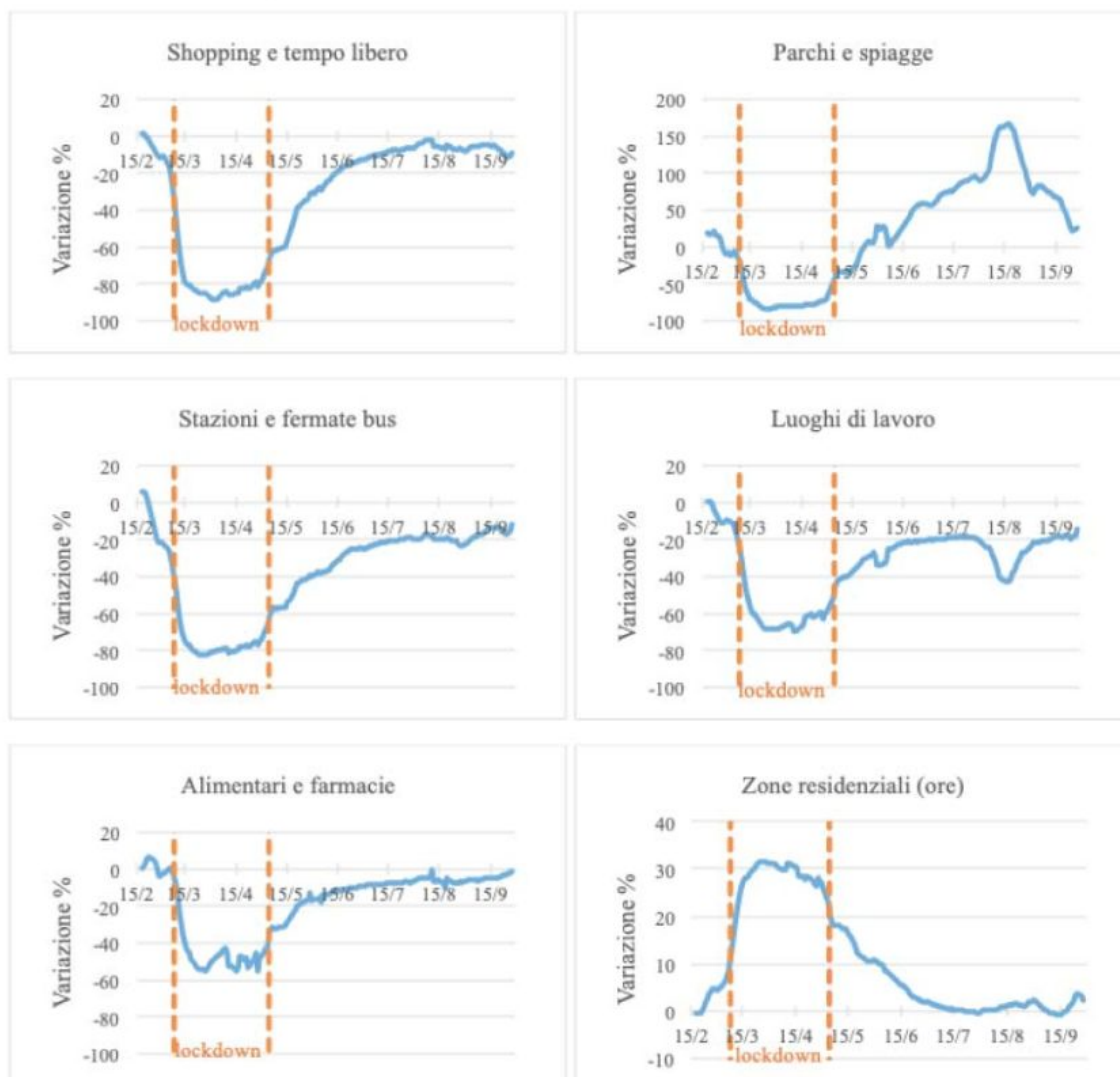 Shopping e tempo libero
Variazione %
20
0
-20
-40
-60
-80
-100
15/2 15/3 15/4 15/5 15/6 15/7 15/8 15/9
lockdown
Parchi e spiagge
Variazione %
200
150
100
50
0
-50
-100
15/2 15/3 15/4 15/5 15/6 15/7 15/8 15/9
lockdown
Stazioni e fermate bus
Variazione %
20
0
-20
-40
-60
-80
-100
15/2 15/3 15/4 15/5 15/6 15/7 15/8 15/9
lockdown
Luoghi di lavoro
Variazione %
20
0
-20
-40
-60
-80
-100
15/2 15/3 15/4 15/5 15/6 15/7 15/8 15/9
lockdown
Alimentari e farmacie
Variazione %
20
0
-20
-40
-60
-80
-100
15/2 15/3 15/4 15/5 15/6 15/7 15/8 15/9
lockdown
Zone residenziali (ore)
Variazione %
40
30
20
10
0
-10
15/2 15/3 15/4 15/5 15/6 15/7 15/8 15/9
lockdown